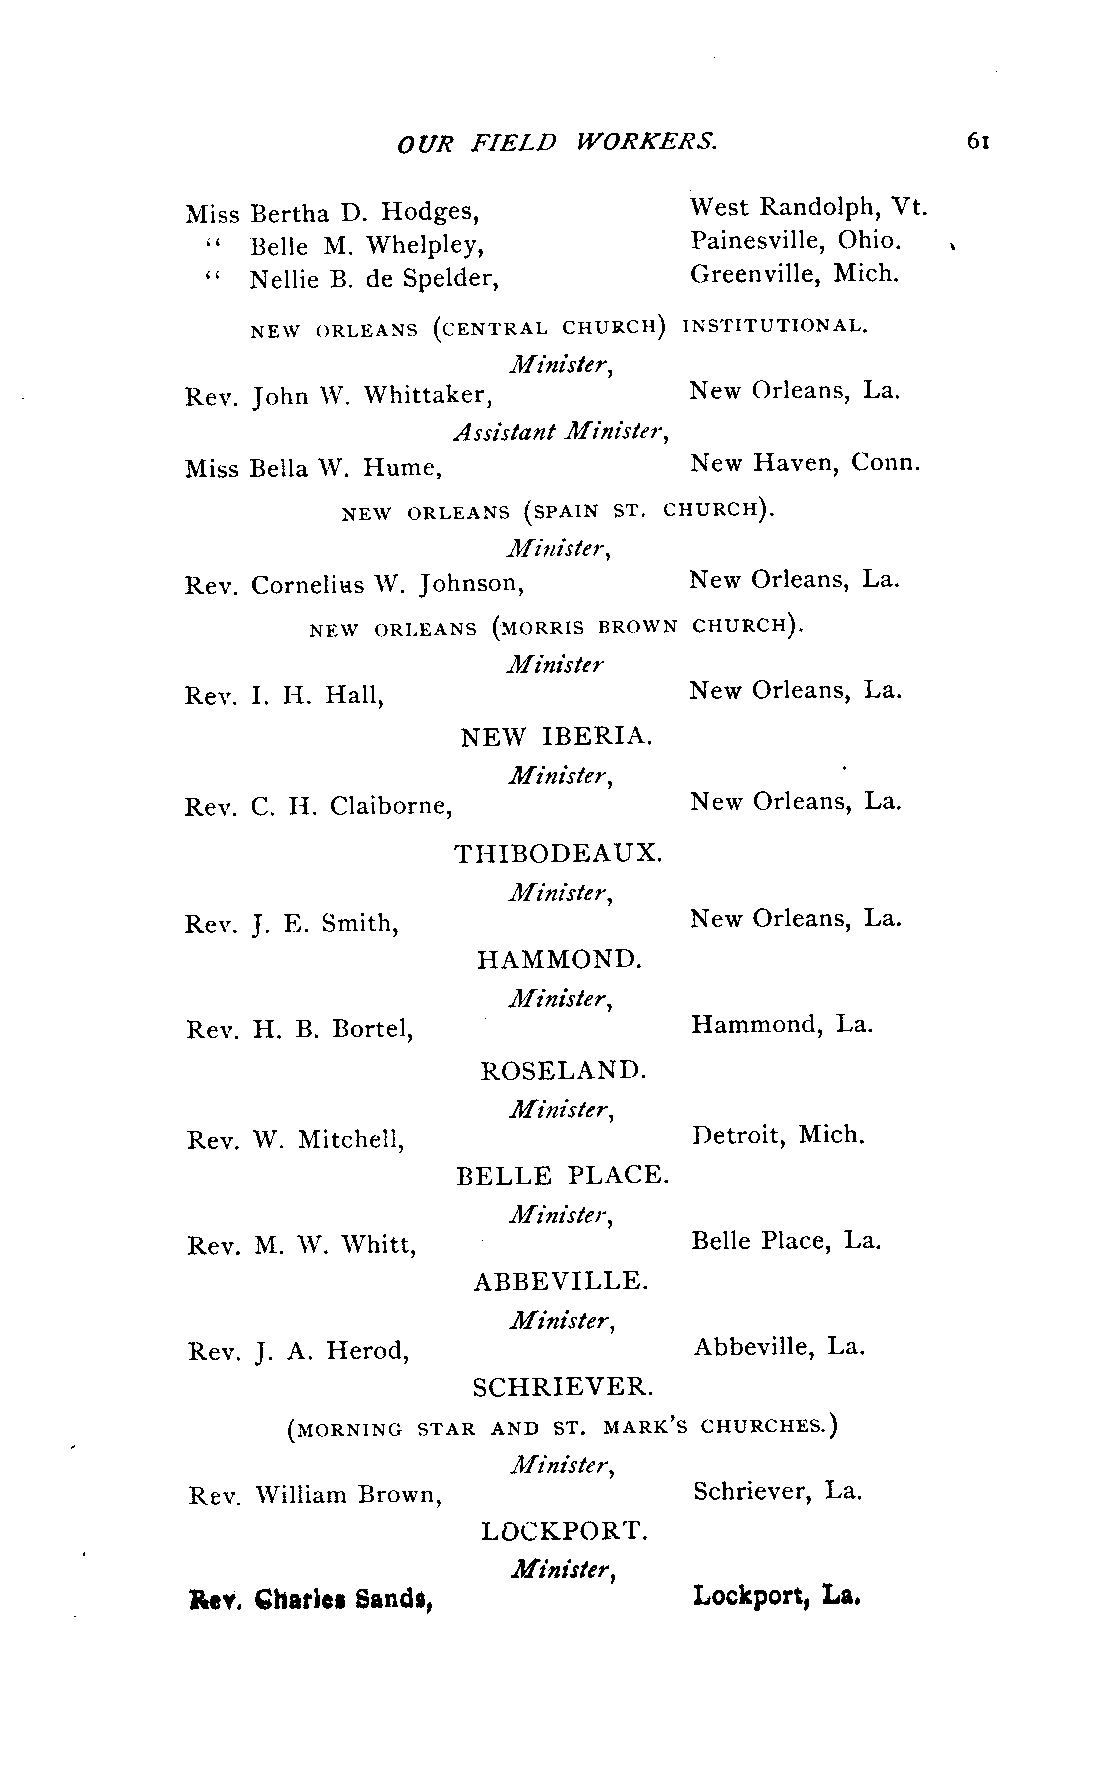 OUR FIELD WORKERS. 61
Miss Bertha D. Hodges, West Randolph, Vt.
“ Belle M. Whelpley, Painesville, Ohio.
“ Nellie B. de Spelder, Greenville, Mich.
NEW ORLEANS (CENTRAL CHURCH) INSTITUTIONAL.
Minister,
Rev. John W. Whittaker, New Orleans, La.
Assistant Minister,
Miss Bella W. Hume, New Haven, Conn.
NEW ORLEANS (SPAIN ST. CHURCH).
Minister,
Rev. Cornelius W. Johnson, New Orleans, La.
NEW ORLEANS (MORRIS BROWN CHURCH).
Minister
Rev. I. H. Hall, New Orleans, La.
NEW IBERIA.
Minister,
Rev. C. H. Claiborne, New Orleans, La.
THIBODEAUX.
Minister,
Rev. J. E. Smith, New Orleans, La.
HAMMOND.
Minister,
Rev. H. B. Bortel, Hammond, La.
ROSELAND.
Minister,
Rev. W. Mitchell, Detroit, Mich.
BELLE PLACE.
Minister,
Rev. M. W. Whitt, Belle Place, La.
ABBEVILLE.
Minister,
Rev. J. A. Herod, Abbeville, La.
SCHRIEVER.
(MORNING STAR AND ST. MARK'S CHURCHES.)
Minister,
Rev. William Brown, Schriever, La.
LOCKPORT.
Minister,
Rev. Charles Sands, Lockport, La.